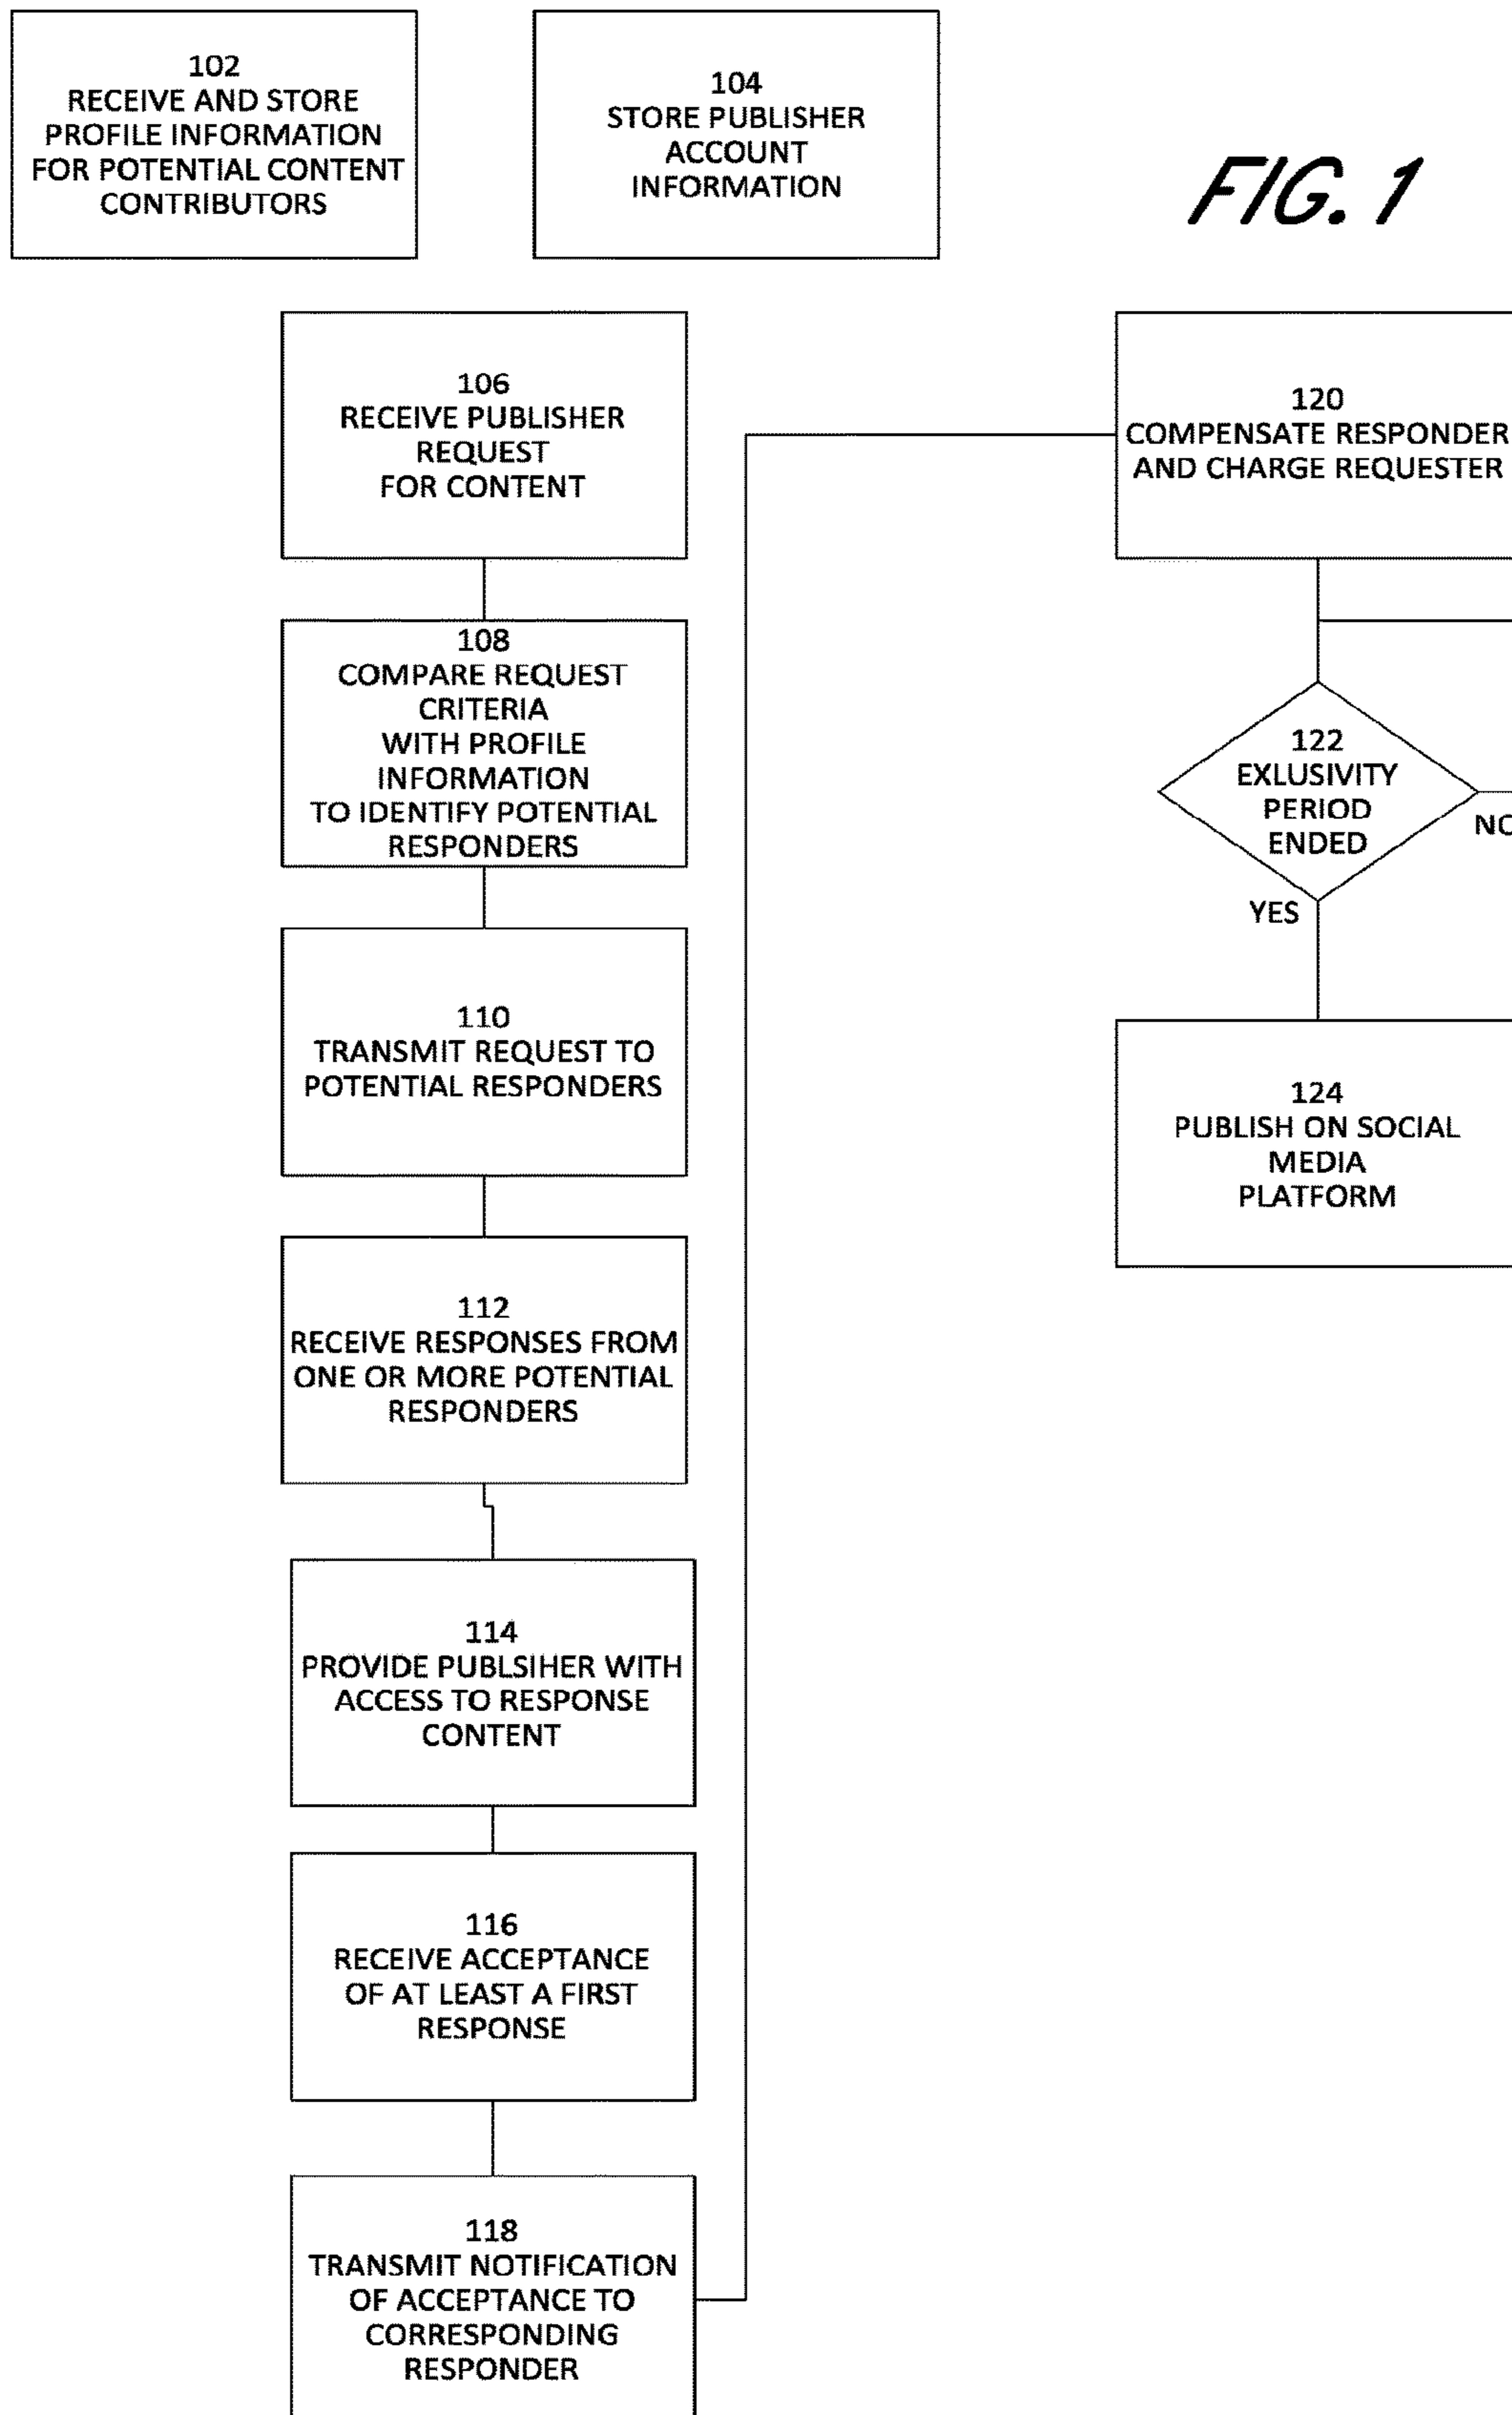 102
RECEIVE AND STORE
PROFILE INFORMATION
FOR POTENTIAL CONTENT
CONTRIBUTORS
104
STORE PUBLISHER
ACCOUNT
INFORMATION
FIG. 1
106
RECEIVE PUBLISHER
REQUEST
FOR CONTENT
108
COMPARE REQUEST
CRITERIA
WITH PROFILE
INFORMATION
TO IDENTIFY POTENTIAL
RESPONDERS
110
TRANSMIT REQUEST TO
POTENTIAL RESPONDERS
112
RECEIVE RESPONSES FROM
ONE OR MORE POTENTIAL
RESPONDERS
114
PROVIDE PUBLSIHER WITH
ACCESS TO RESPONSE
CONTENT
116
RECEIVE ACCEPTANCE
OF AT LEAST A FIRST
RESPONSE
118
TRANSMIT NOTIFICATION
OF ACCEPTANCE TO
CORRESPONDING
RESPONDER
120
COMPENSATE RESPONDER
AND CHARGE REQUESTER
122
EXLUSIVITY
PERIOD
ENDED
NO
YES
124
PUBLISH ON SOCIAL
MEDIA
PLATFORM